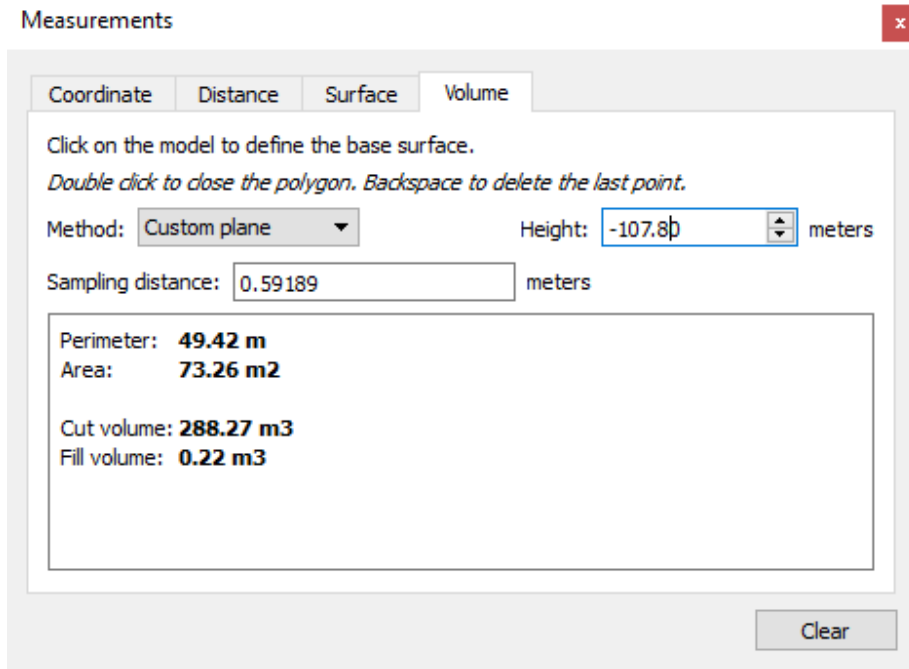 Measurements
x
Coordinate Distance Surface Volume
Click on the model to define the base surface.
Double click to close the polygon. Backspace to delete the last point.
Method: Custom plane Height: -107.80 meters
Sampling distance: 0.59189 meters
Perimeter: 49.42 m
Area: 73.26 m2
Cut volume: 288.27 m3
Fill volume: 0.22 m3
Clear